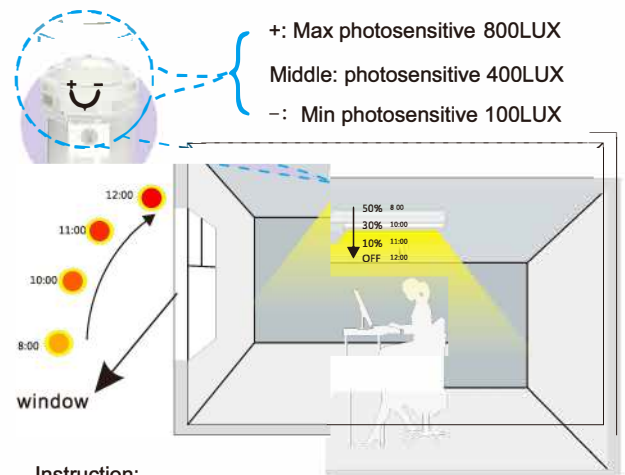 +: Max photosensitive 800LUX
Middle: photosensitive 400LUX
-: Min photosensitive 100LUX
+ -
12:00
11:00
10:00
8:00
window
50% 8:00
30% 10:00
10% 11:00
OFF 12:00
Instruction: